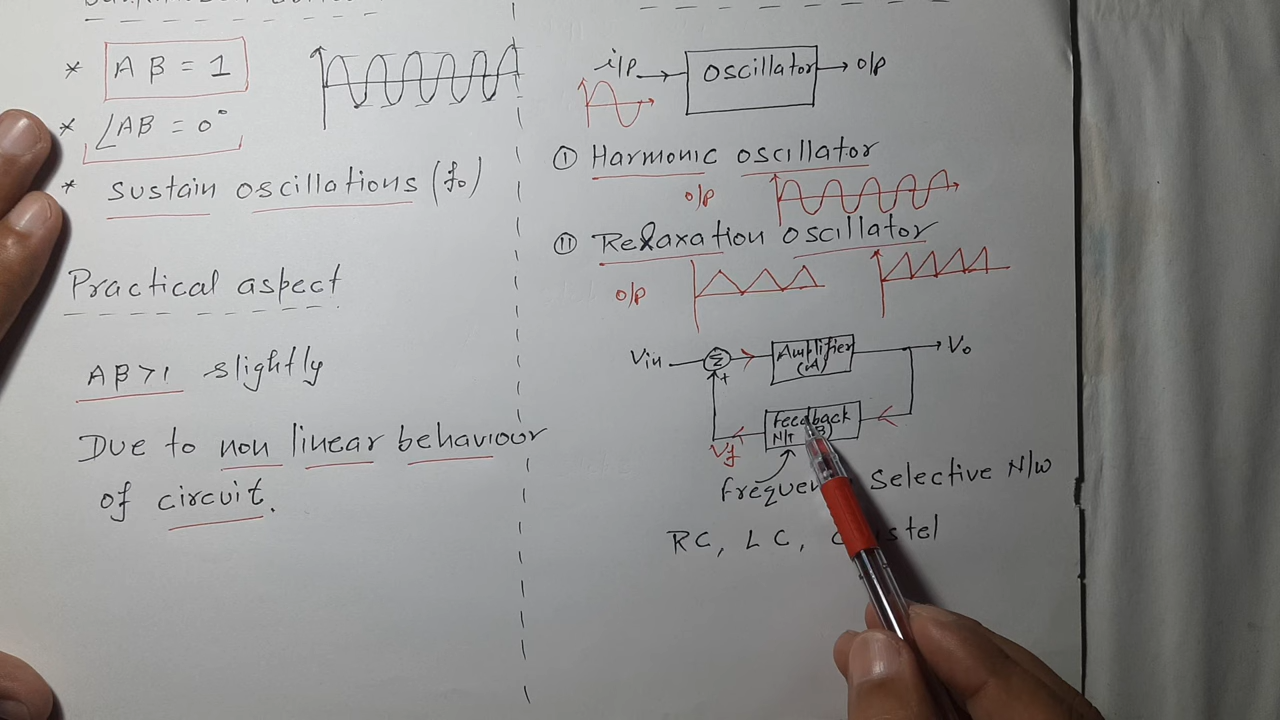 * AB = 1
* ∠AB = 0°
* Sustain oscillations (fo)
Practical aspect
AB > 1 slightly
Due to non linear behaviour
of circuit.
i/p → Oscillator → o/p
① Harmonic oscillator
o/p
② Relaxation oscillator
o/p
Vin Σ Amplifier (A) Vo
+
Feedback
N/T
Vf
Selective N/W
RC, LC,